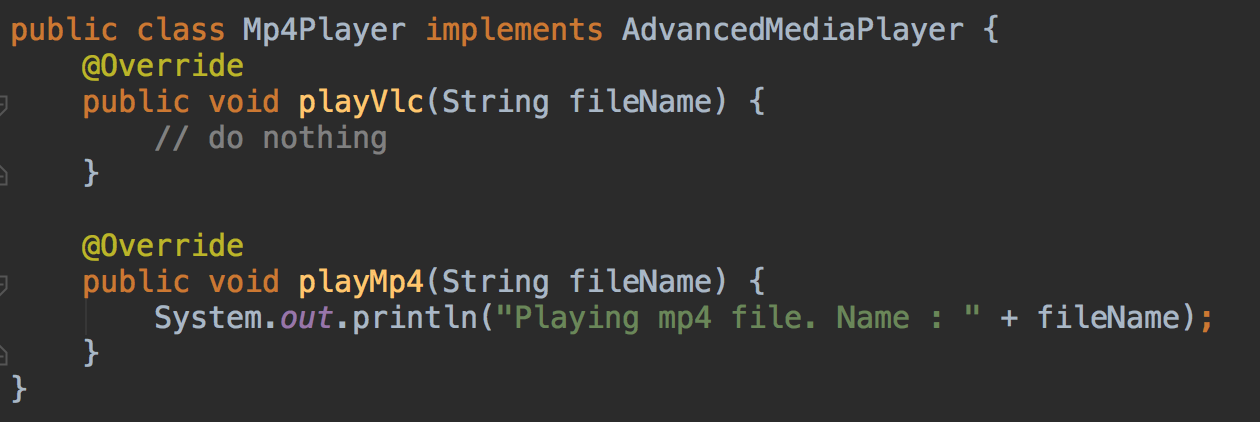 public class Mp4Player implements AdvancedMediaPlayer {
    @Override
    public void playVlc(String fileName) {
        // do nothing
    }

    @Override
    public void playMp4(String fileName) {
        System.out.println("Playing mp4 file. Name : " + fileName);
    }
}